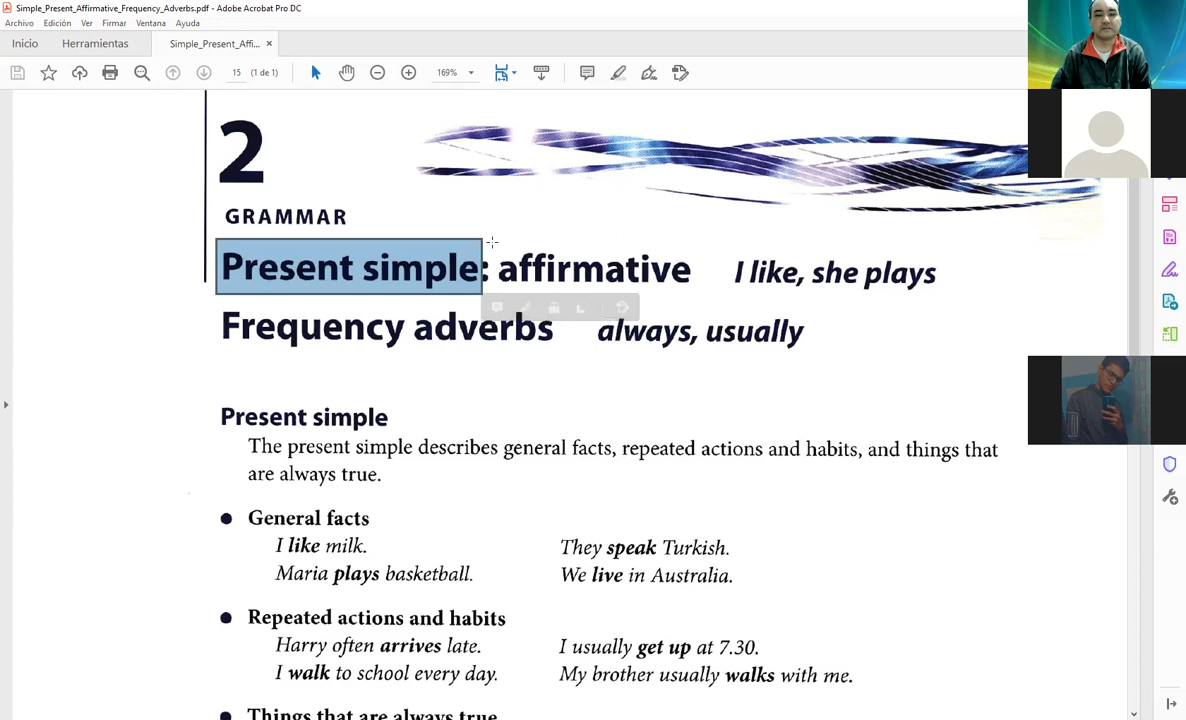 Simple_Present_Affirmative_Frequency_Adverbs.pdf - Adobe Acrobat Pro DC
Archivo Edición Ver Firmar Ventana Ayuda
Inicio Herramientas Simple_Present_Affi... ×
15 (1 de 1) 169%
2
GRAMMAR
Present simple: affirmative I like, she plays
Frequency adverbs always, usually
Present simple
The present simple describes general facts, repeated actions and habits, and things that
are always true.
● General facts
I like milk. They speak Turkish.
Maria plays basketball. We live in Australia.
● Repeated actions and habits
Harry often arrives late. I usually get up at 7.30.
I walk to school every day. My brother usually walks with me.
● Things that are always true